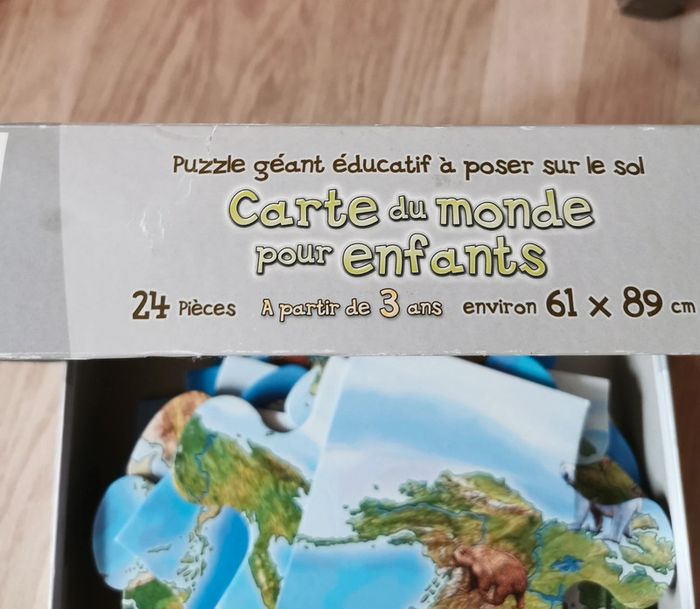 Puzzle géant éducatif à poser sur le sol
Carte du monde
pour enfants
24 Pièces A partir de 3 ans environ 61 x 89 cm